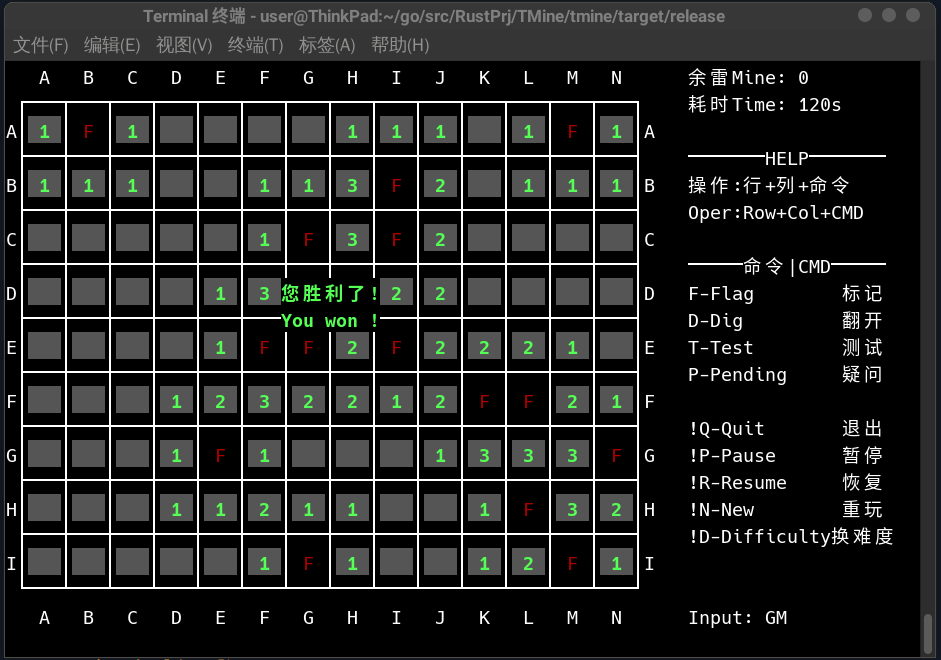 Terminal 终端 - user@ThinkPad:~/go/src/RustPrj/TMine/tmine/target/release
文件(F) 编辑(E) 视图(V) 终端(T) 标签(A) 帮助(H)
A B C D E F G H I J K L M N
A 1 F 1 1 1 1 1 F 1 A
B 1 1 1 1 1 3 F 2 1 1 1 B
C 1 F 3 F 2 C
D 1 3 您胜利了! 2 2 D
You won !
E 1 F F 2 F 2 2 2 1 E
F 1 2 3 2 2 1 2 F F 2 1 F
G 1 F 1 1 3 3 3 F G
H 1 1 2 1 1 1 F 3 2 H
I 1 F 1 1 2 F 1 I
A B C D E F G H I J K L M N
余雷Mine: 0
耗时Time: 120s
HELP
操作:行+列+命令
Oper:Row+Col+CMD
命令|CMD
F-Flag 标记
D-Dig 翻开
T-Test 测试
P-Pending 疑问
!Q-Quit 退出
!P-Pause 暂停
!R-Resume 恢复
!N-New 重玩
!D-Difficulty换难度
Input: GM